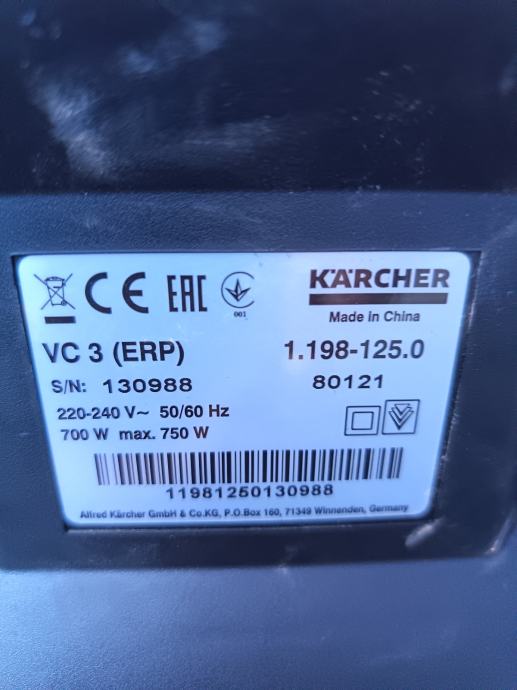 CE EAC 001
KÄRCHER
Made in China
VC 3 (ERP) 1.198-125.0
S/N: 130988 80121
220-240 V~ 50/60 Hz
700 W max. 750 W
11981250130988
Alfred Kärcher GmbH & Co.KG, P.O.Box 160, 71349 Winnenden, Germany